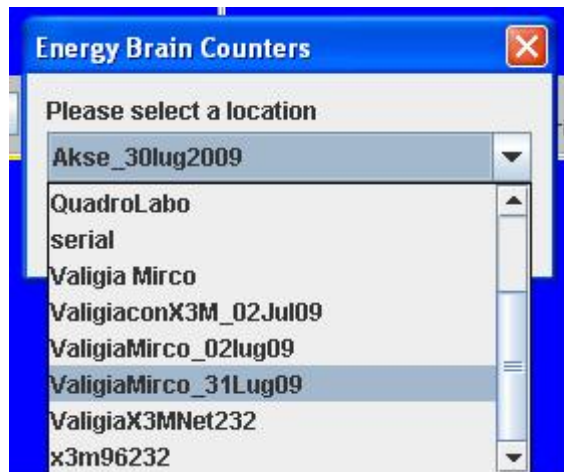 Energy Brain Counters
Please select a location
Akse_30lug2009
QuadroLabo
serial
Valigia Mirco
ValigiaconX3M_02Jul09
ValigiaMirco_02lug09
ValigiaMirco_31Lug09
ValigiaX3MNet232
x3m96232